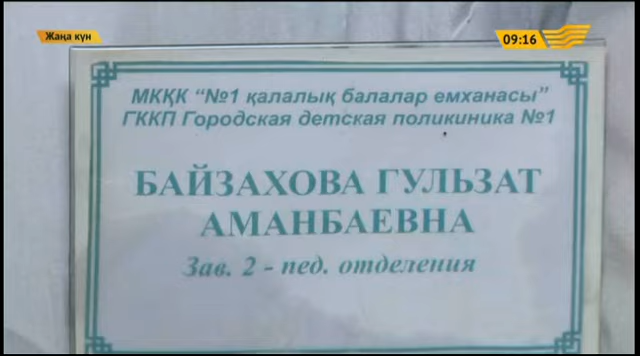 Жаңа күн
09:16
МКҚК “№1 қалалық балалар емханасы”
ГККП Городская детская поликиника №1
БАЙЗАХОВА ГУЛЬЗАТ
АМАНБАЕВНА
Зав. 2 - пед. отделения